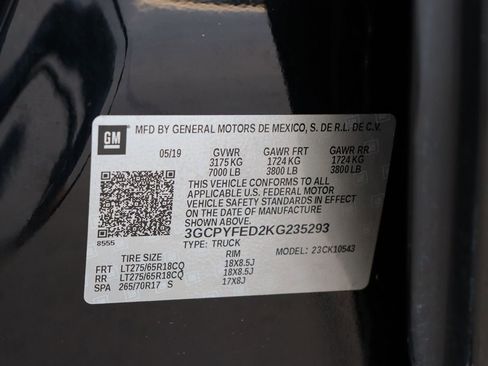 GM
MFD BY GENERAL MOTORS DE MEXICO, S. DE R.L. DE C.V.
05/19 GVWR GAWR FRT GAWR RR
3175 KG 1724 KG 1724 KG
7000 LB 3800 LB 3800 LB
THIS VEHICLE CONFORMS TO ALL
APPLICABLE U.S. FEDERAL MOTOR
VEHICLE SAFETY STANDARDS IN EFFECT
ON THE DATE OF MANUFACTURE
SHOWN ABOVE.
3GCPYFED2KG235293
8555 TYPE: TRUCK MODEL: 23CK10543
TIRE SIZE RIM
FRT LT275/65R18CQ 18X8.5J
RR LT275/65R18CQ 18X8.5J
SPA 265/70R17 S 17X8J